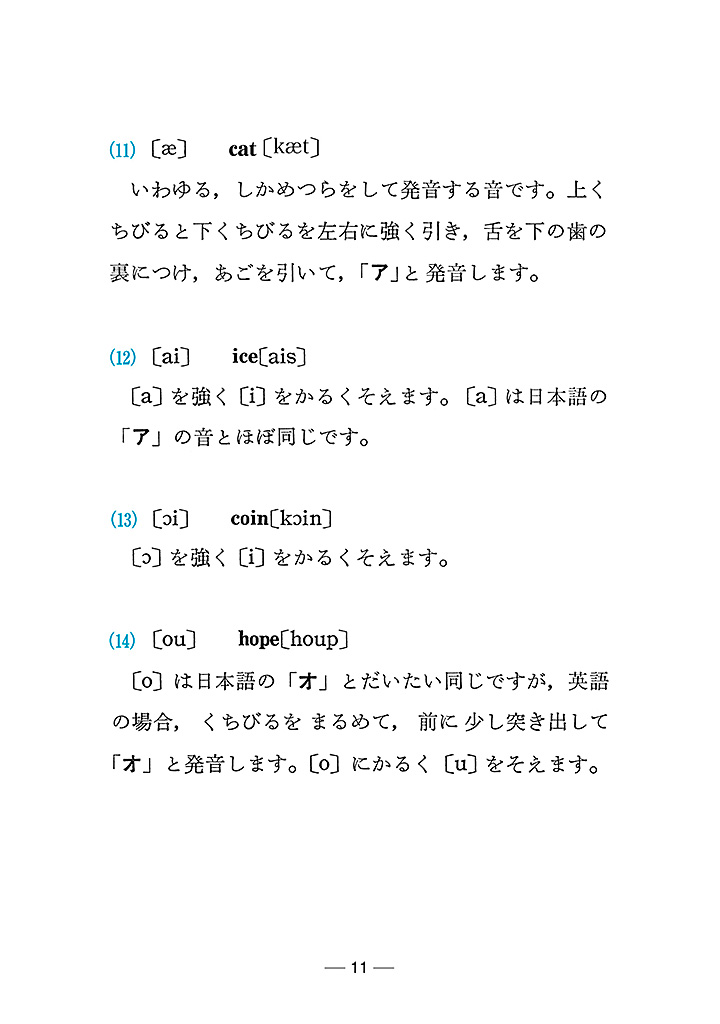 (11) 〔æ〕 cat〔kæt〕
いわゆる，しかめつらをして発音する音です。上く
ちびると下くちびるを左右に強く引き，舌を下の歯の
裏につけ，あごを引いて，「ア」と発音します。
(12) 〔ai〕 ice〔ais〕
〔a〕を強く〔i〕をかるくそえます。〔a〕は日本語の
「ア」の音とほぼ同じです。
(13) 〔ɔi〕 coin〔kɔin〕
〔ɔ〕を強く〔i〕をかるくそえます。
(14) 〔ou〕 hope〔houp〕
〔o〕は日本語の「オ」とだいたい同じですが，英語
の場合，くちびるをまるめて，前に少し突き出して
「オ」と発音します。〔o〕にかるく〔u〕をそえます。
— 11 —